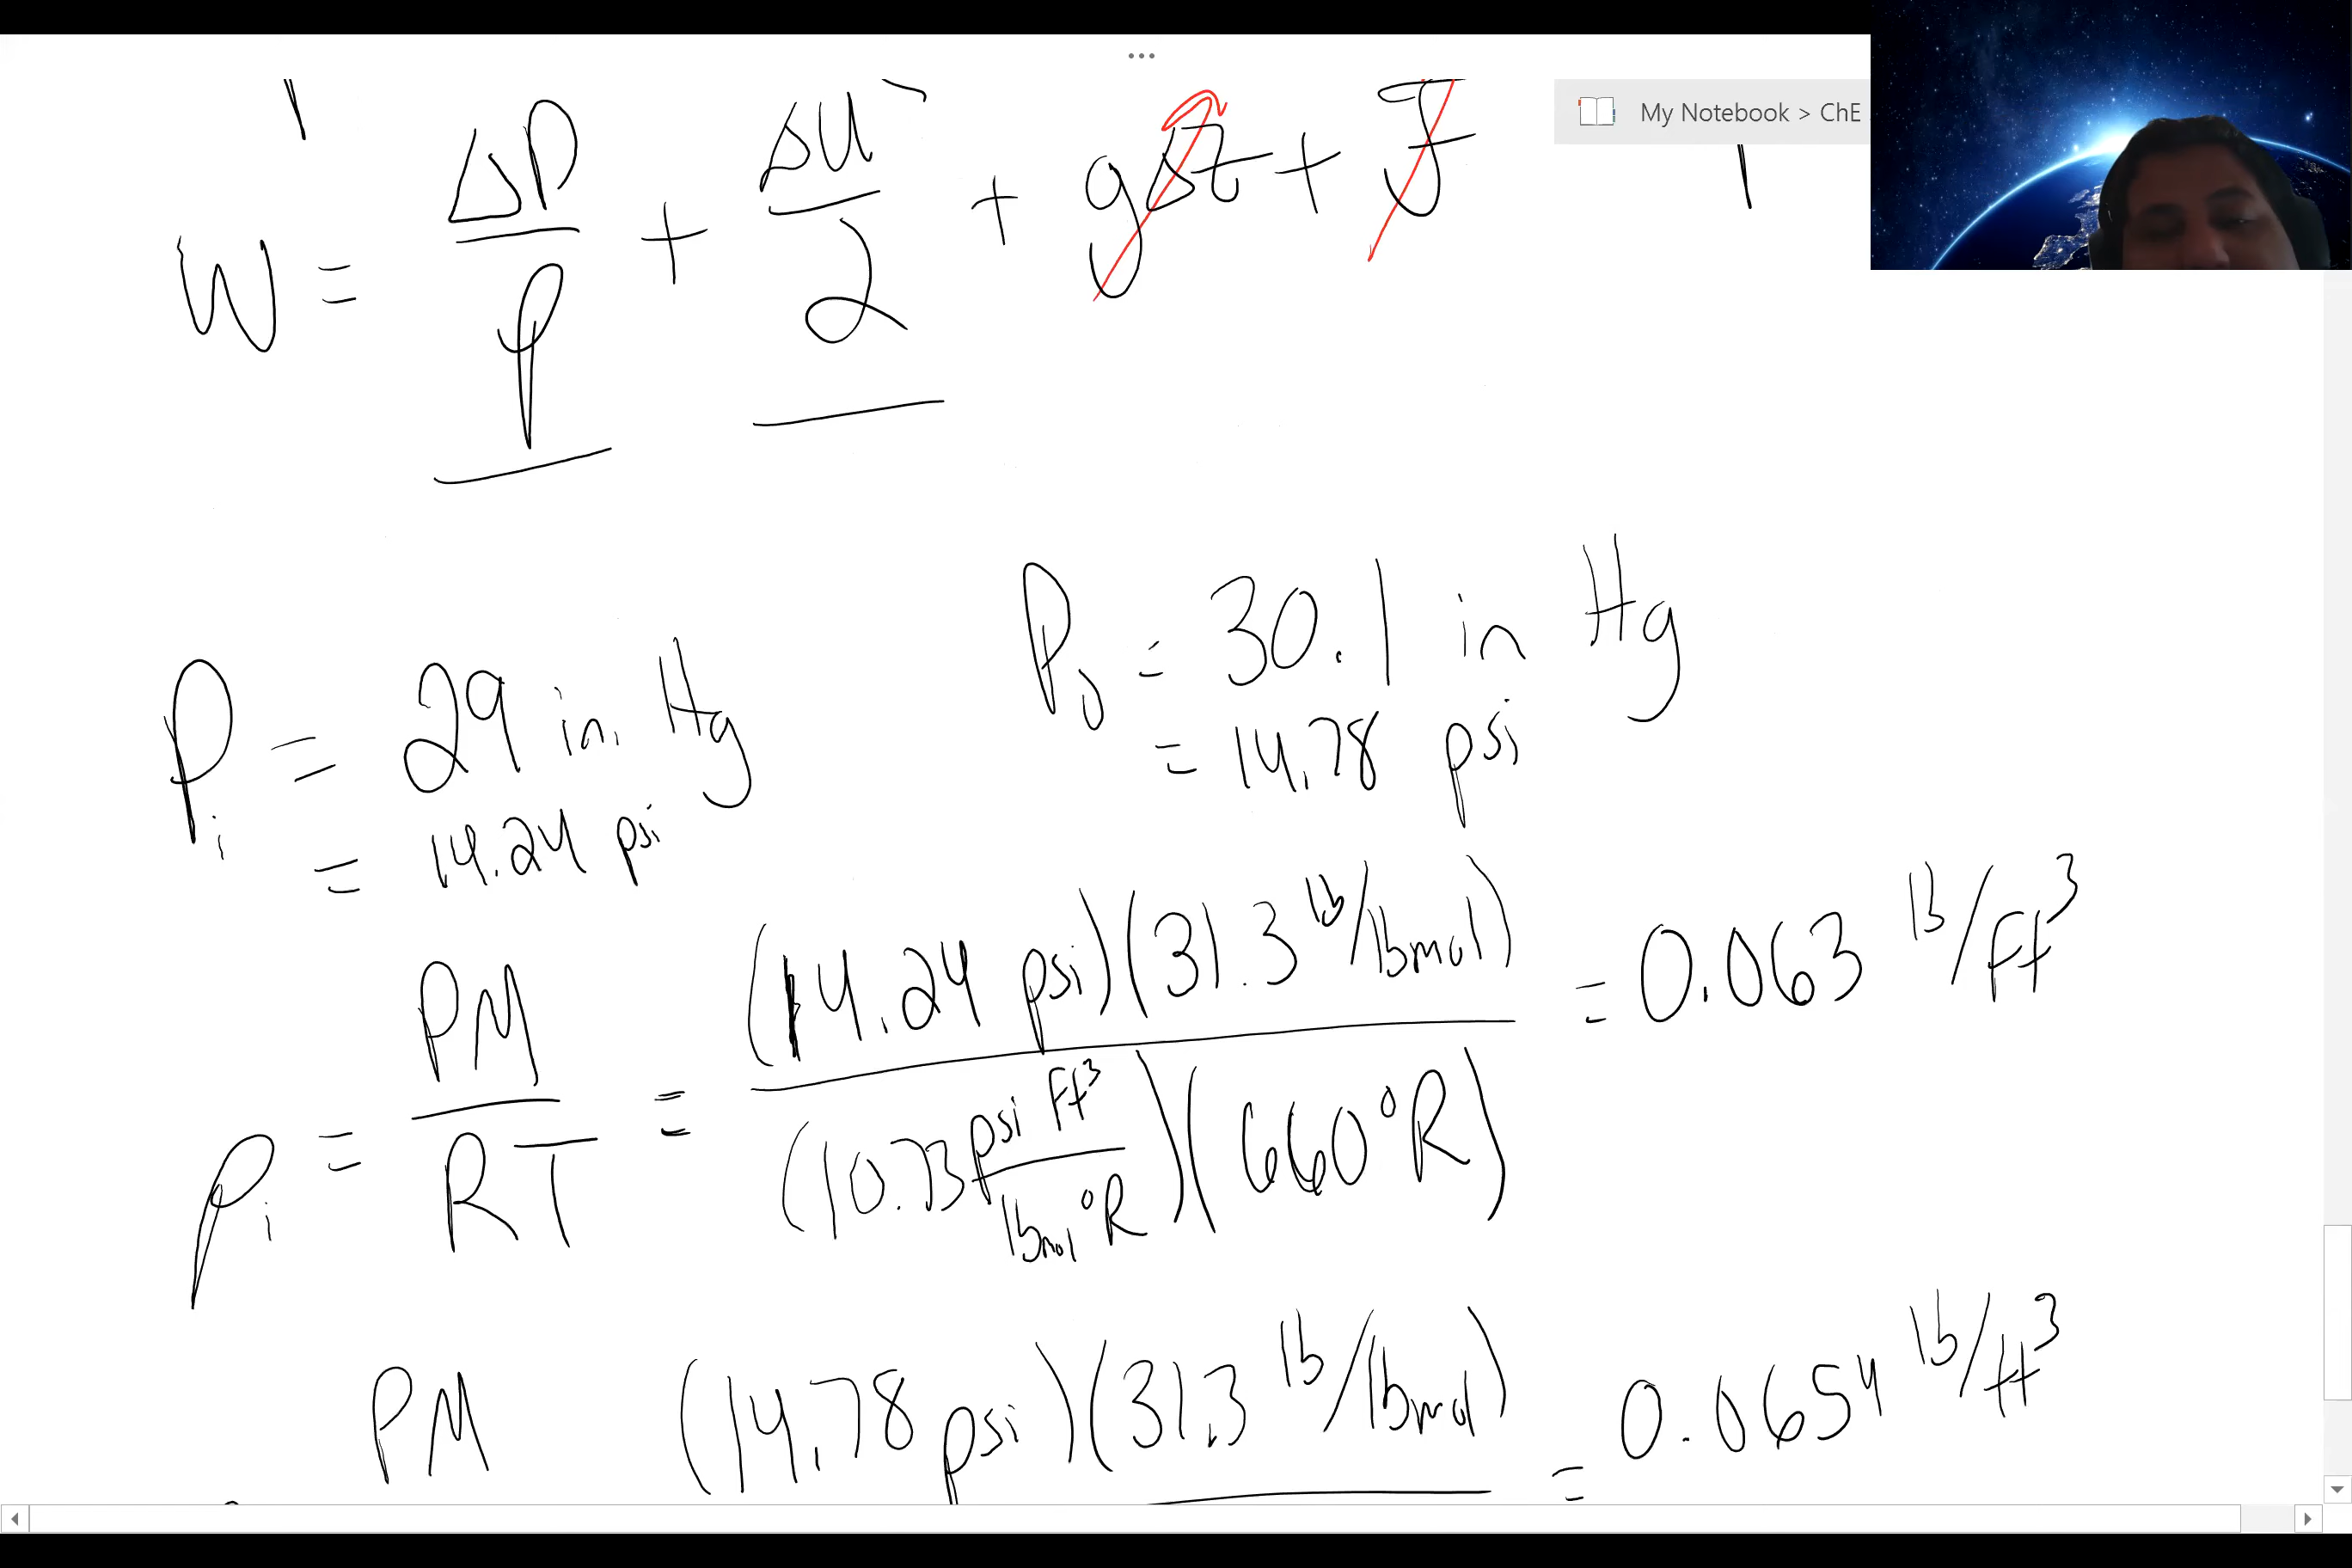 My Notebook > ChE
W = ΔP/ρ + Δu²/2 + gΔz + F
Pi = 29 in. Hg
= 14.24 psi
Po = 30.1 in Hg
= 14.78 psi
ρi = PM/RT = (14.24 psi)(31.3 lb/lbmol) / (10.73 psi Ft³/lbmol °R)(660 °R) = 0.063 lb/Ft³
PM (14.78 psi)(31.3 lb/lbmol) = 0.0654 lb/ft³